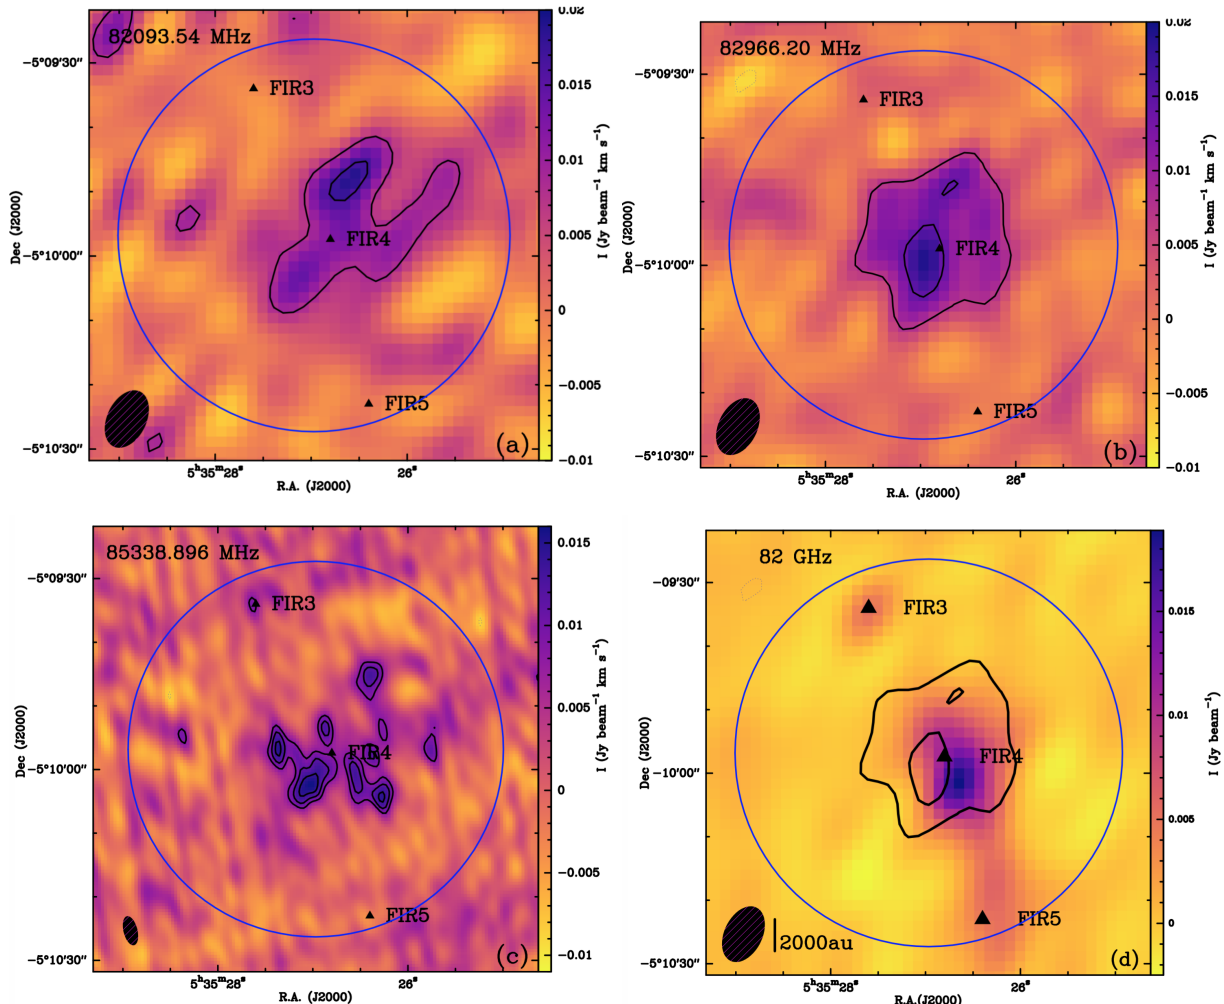 82093.54 MHz
FIR3
FIR4
FIR5
(a)
−5°09′30″
−5°10′00″
−5°10′30″
Dec (J2000)
5ʰ35ᵐ28ˢ
26ˢ
R.A. (J2000)
0.02
0.015
0.01
0.005
0
−0.005
−0.01
I (Jy beam⁻¹ km s⁻¹)
82966.20 MHz
FIR3
FIR4
FIR5
(b)
−5°09′30″
−5°10′00″
−5°10′30″
Dec (J2000)
5ʰ35ᵐ28ˢ
26ˢ
R.A. (J2000)
0.02
0.015
0.01
0.005
0
−0.005
−0.01
I (Jy beam⁻¹ km s⁻¹)
85338.896 MHz
FIR3
FIR4
FIR5
(c)
−5°09′30″
−5°10′00″
−5°10′30″
Dec (J2000)
5ʰ35ᵐ28ˢ
26ˢ
R.A. (J2000)
0.015
0.01
0.005
0
−0.005
−0.01
I (Jy beam⁻¹ km s⁻¹)
82 GHz
FIR3
FIR4
FIR5
2000au
(d)
−09′30″
−10′00″
−5°10′30″
Dec (J2000)
5ʰ35ᵐ28ˢ
26ˢ
R.A.(J2000)
0.015
0.01
0.005
0
I (Jy beam⁻¹)